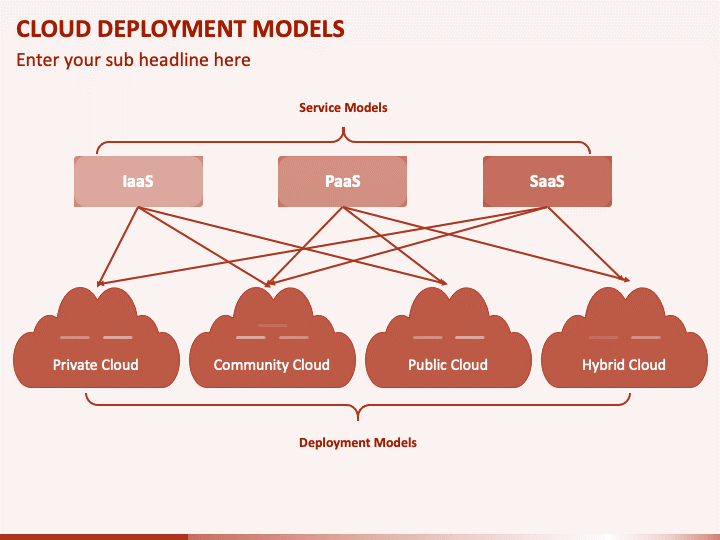 CLOUD DEPLOYMENT MODELS
Enter your sub headline here
Service Models
IaaS
PaaS
SaaS
Private Cloud
Community Cloud
Public Cloud
Hybrid Cloud
Deployment Models